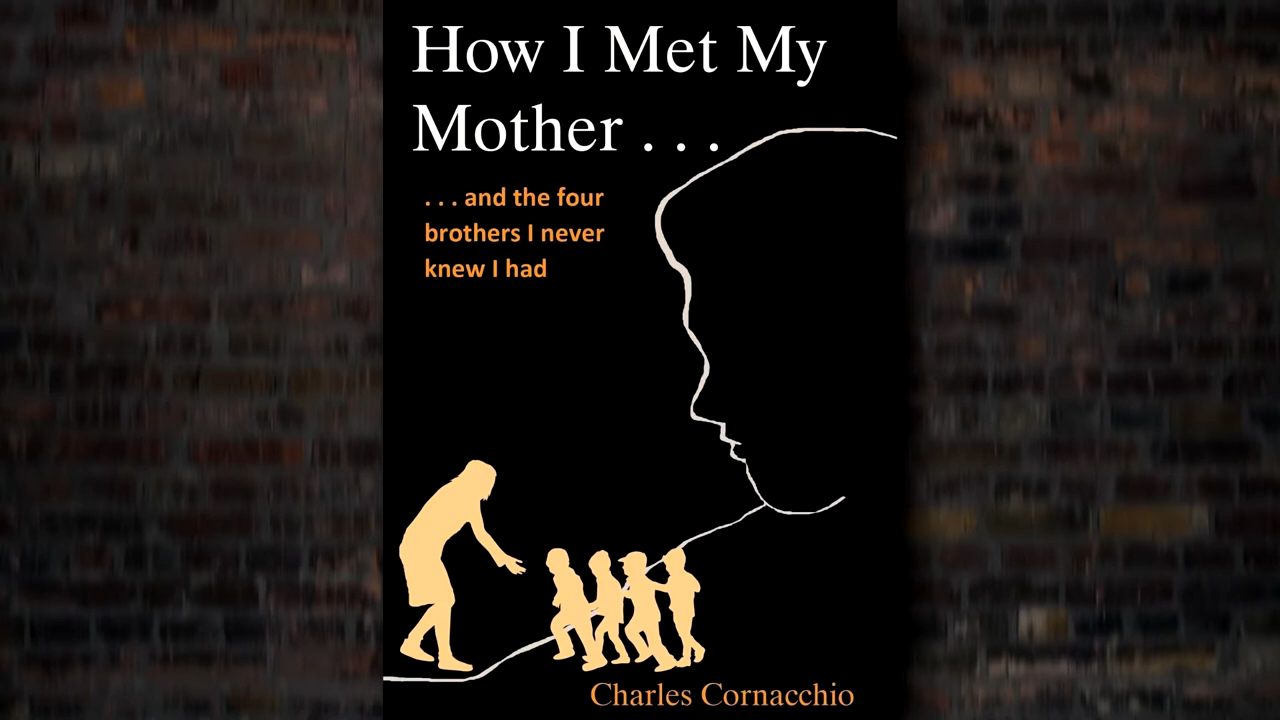 How I Met My
Mother . . .
. . . and the four
brothers I never
knew I had
Charles Cornacchio